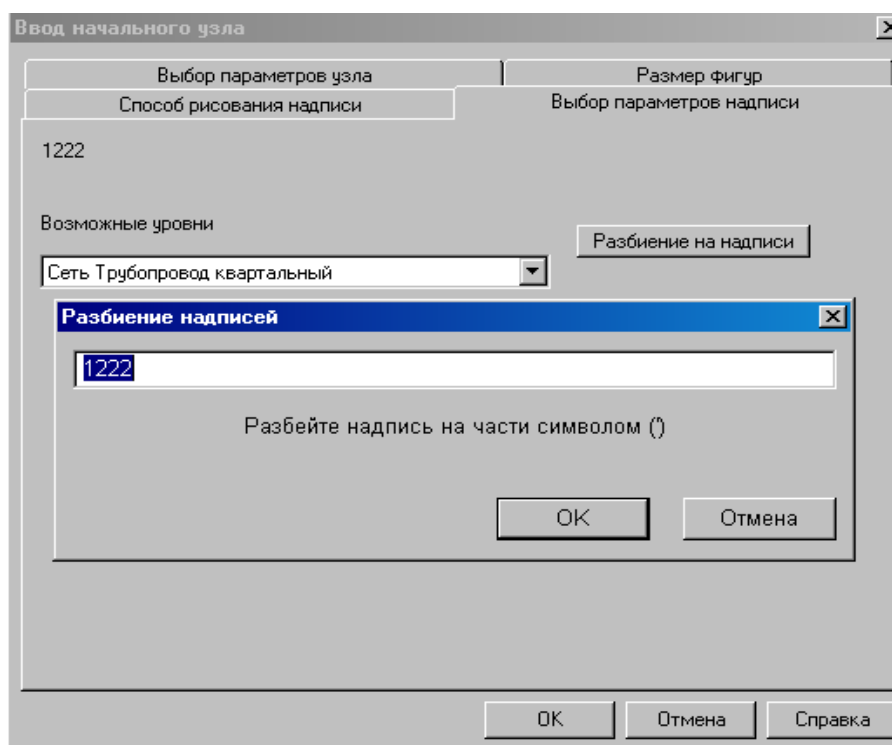 Ввод начального узла
Выбор параметров узла
Размер фигур
Способ рисования надписи
Выбор параметров надписи
1222
Возможные уровни
Разбиение на надписи
Сеть Трубопровод квартальный
Разбиение надписей
1222
Разбейте надпись на части символом (')
OK
Отмена
OK
Отмена
Справка